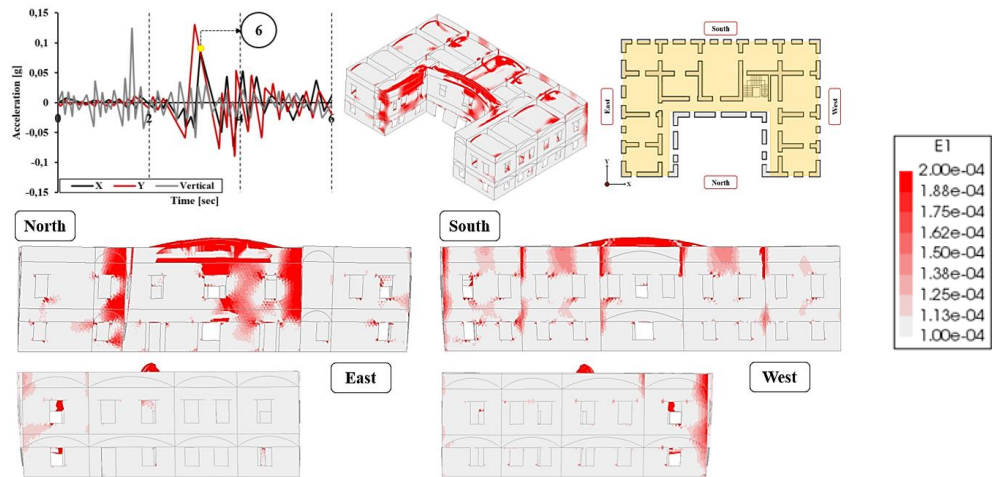 0,15
0,1
0,05
0
-0,05
-0,1
-0,15
Acceleration [g]
0
2
4
6
6
X
Y
Vertical
Time [sec]
South
East
West
North
Y
X
E1
2.00e-04
1.88e-04
1.75e-04
1.62e-04
1.50e-04
1.38e-04
1.25e-04
1.13e-04
1.00e-04
North
South
East
West